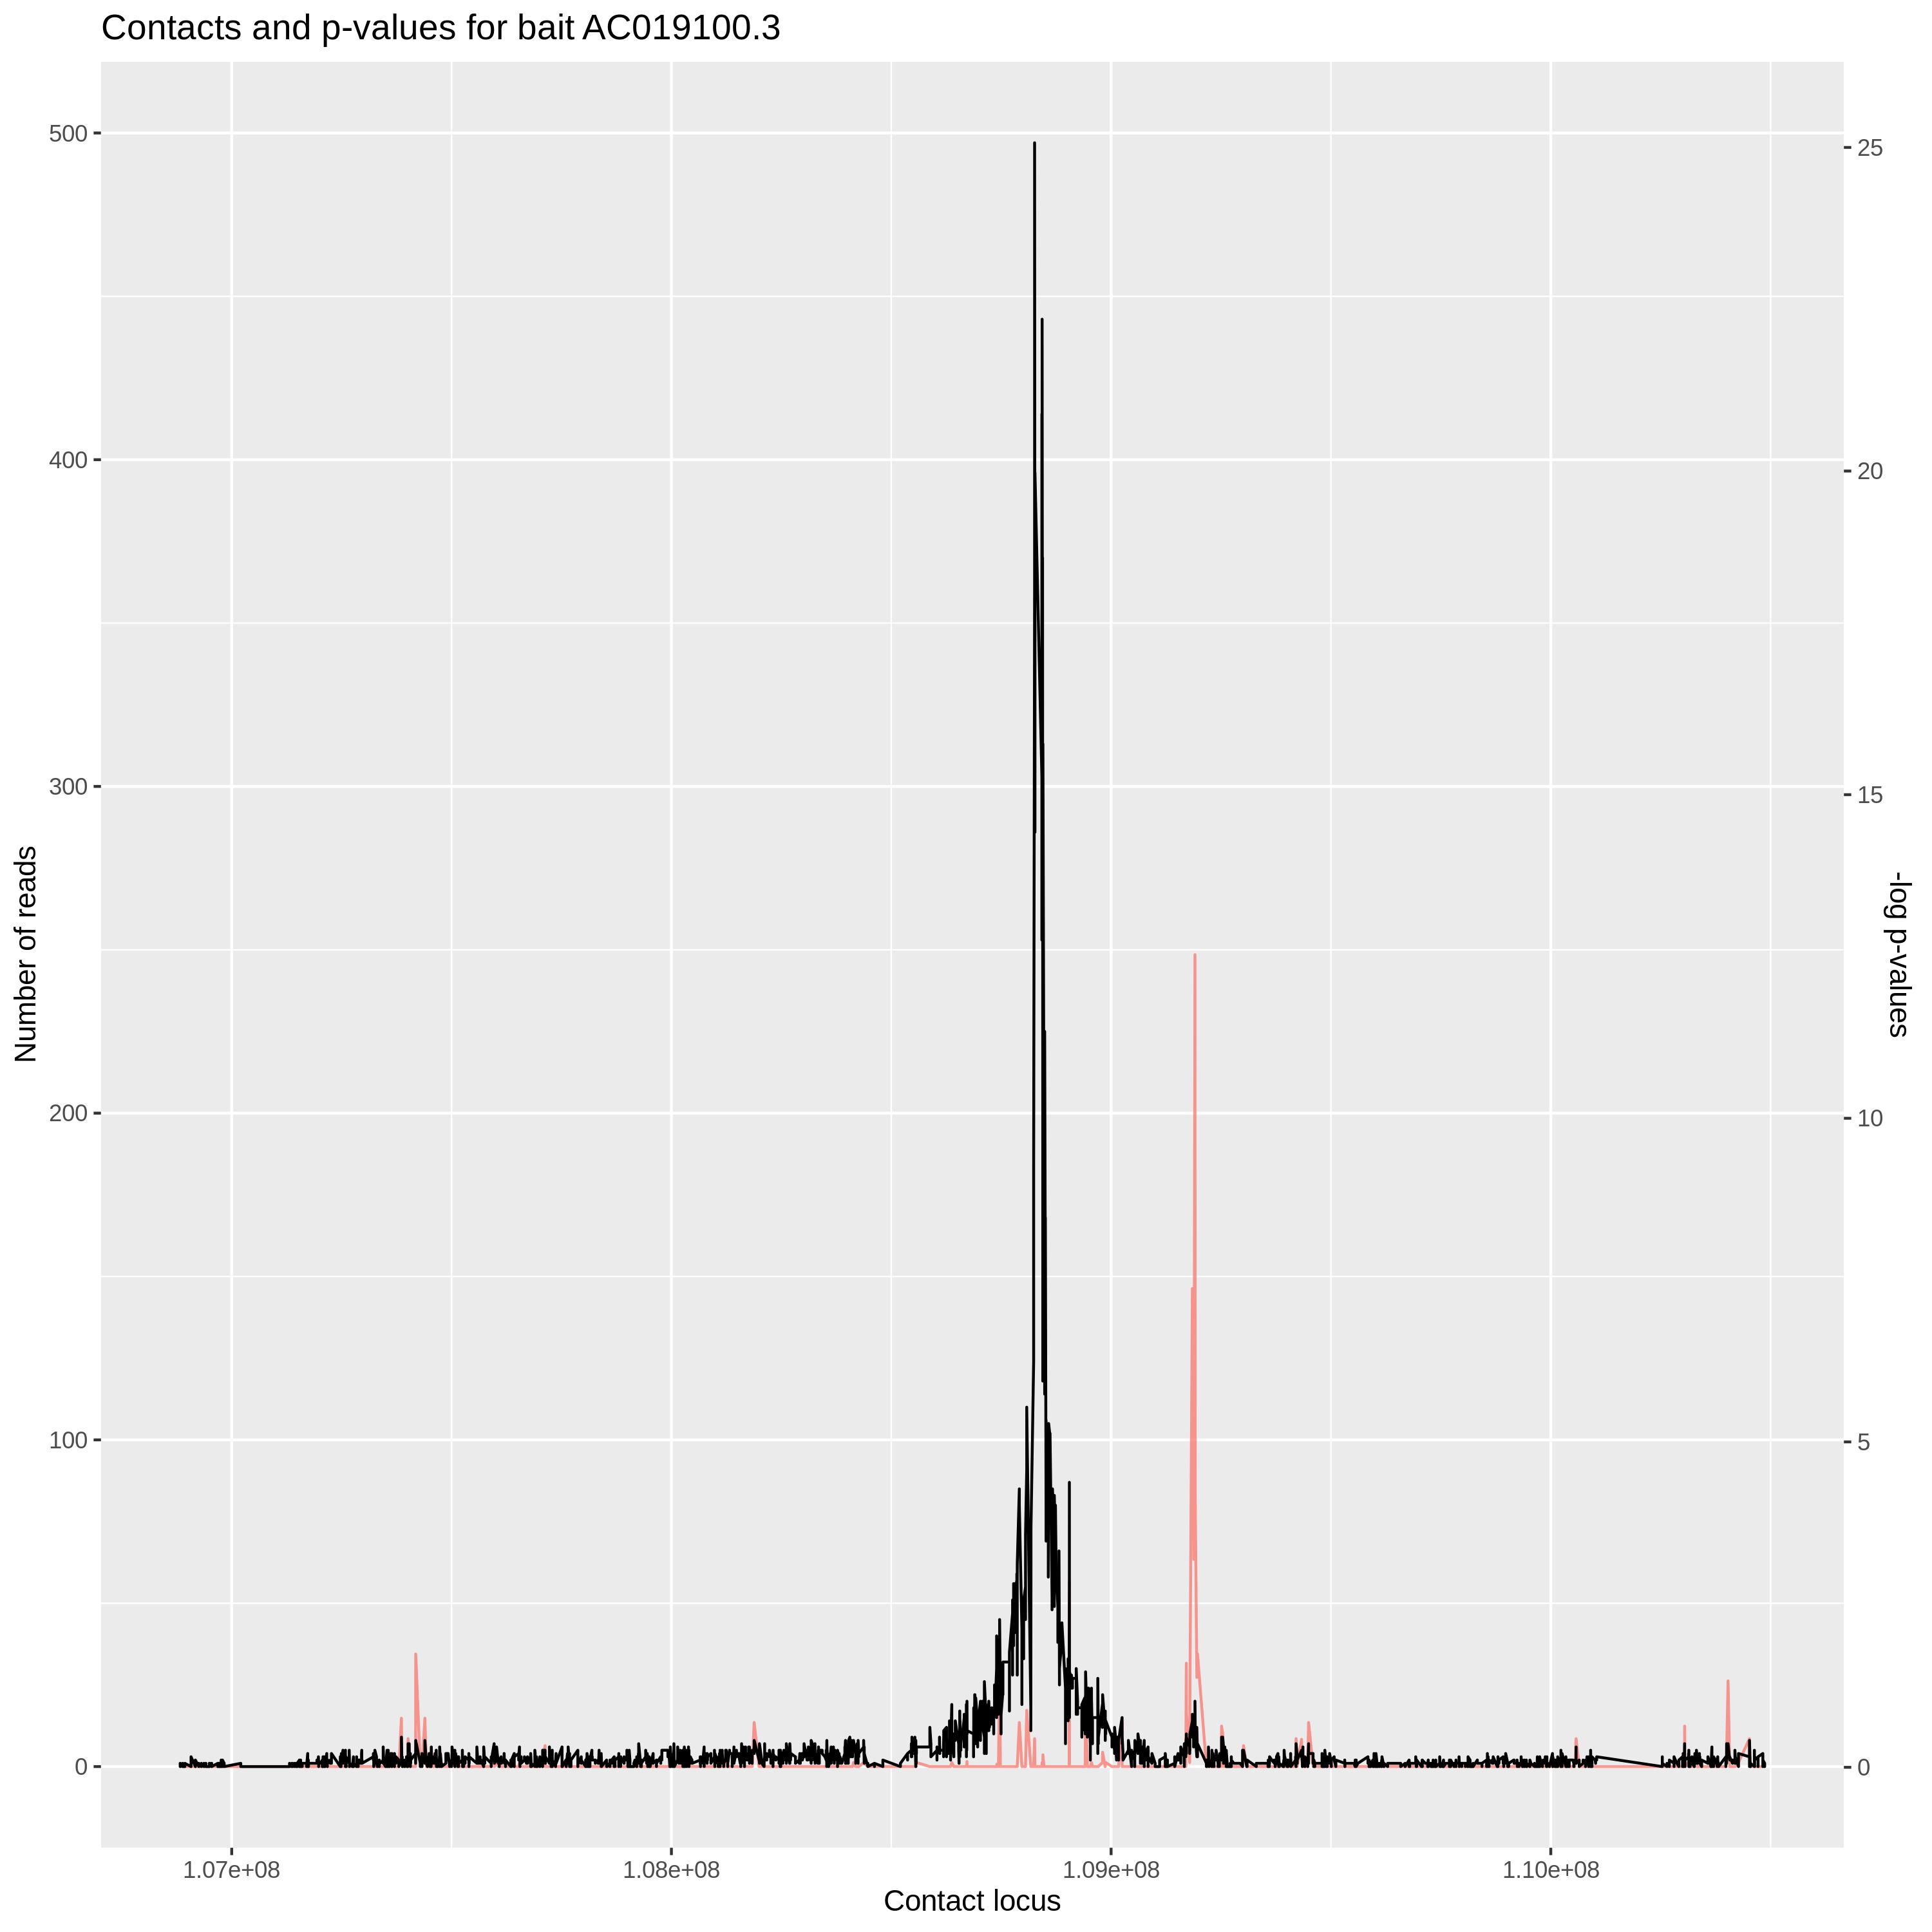 Contacts and p-values for bait AC019100.3
500
400
300
200
100
0
Number of reads
25
20
15
10
5
0
-log p-values
1.07e+08
1.08e+08
1.09e+08
1.10e+08
Contact locus